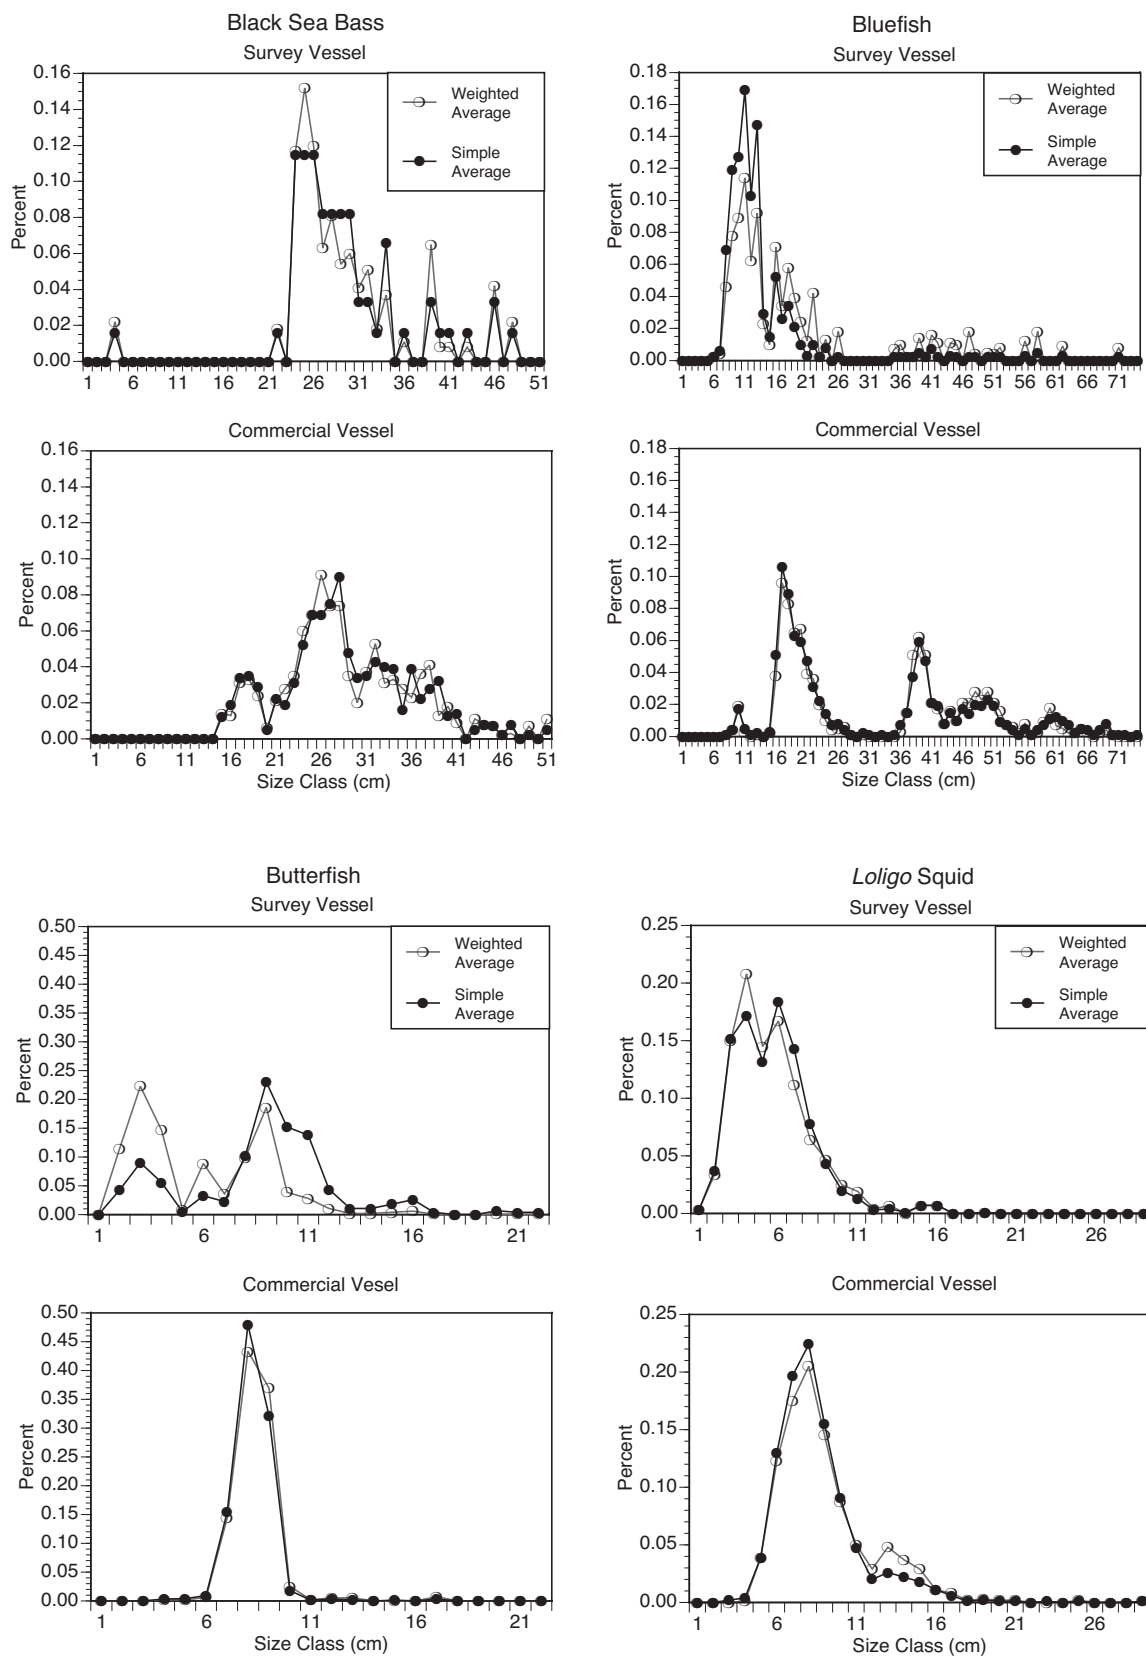 Black Sea Bass
Survey Vessel
0.16
0.14
0.12
0.10
0.08
0.06
0.04
0.02
0.00
Percent
Weighted
Average
Simple
Average
1 6 11 16 21 26 31 36 41 46 51
Commercial Vessel
0.16
0.14
0.12
0.10
0.08
0.06
0.04
0.02
0.00
Percent
1 6 11 16 21 26 31 36 41 46 51
Size Class (cm)
Bluefish
Survey Vessel
0.18
0.16
0.14
0.12
0.10
0.08
0.06
0.04
0.02
0.00
Percent
Weighted
Average
Simple
Average
1 6 11 16 21 26 31 36 41 46 51 56 61 66 71
Commercial Vessel
0.18
0.16
0.14
0.12
0.10
0.08
0.06
0.04
0.02
0.00
Percent
1 6 11 16 21 26 31 36 41 46 51 56 61 66 71
Size Class (cm)
Butterfish
Survey Vessel
0.50
0.45
0.40
0.35
0.30
0.25
0.20
0.15
0.10
0.05
0.00
Percent
Weighted
Average
Simple
Average
1 6 11 16 21
Commercial Vesel
0.50
0.45
0.40
0.35
0.30
0.25
0.20
0.15
0.10
0.05
0.00
Percent
1 6 11 16 21
Size Class (cm)
Loligo Squid
Survey Vessel
0.25
0.20
0.15
0.10
0.05
0.00
Percent
Weighted
Average
Simple
Average
1 6 11 16 21 26
Commercial Vessel
0.25
0.20
0.15
0.10
0.05
0.00
Percent
1 6 11 16 21 26
Size Class (cm)